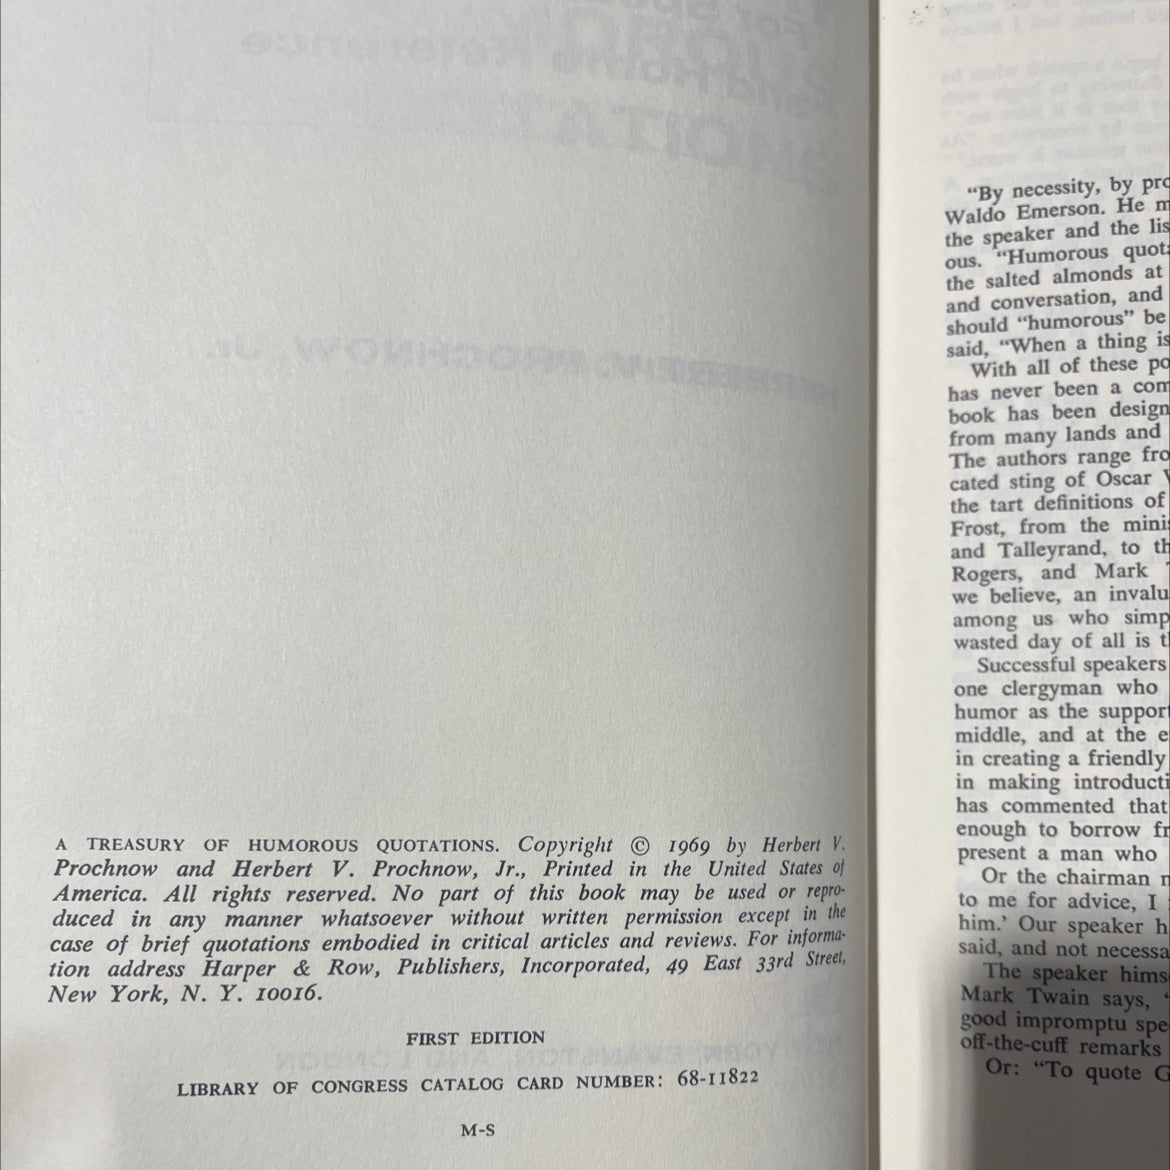 A TREASURY OF HUMOROUS QUOTATIONS. Copyright © 1969 by Herbert V.
Prochnow and Herbert V. Prochnow, Jr., Printed in the United States of
America. All rights reserved. No part of this book may be used or repro-
duced in any manner whatsoever without written permission except in the
case of brief quotations embodied in critical articles and reviews. For informa-
tion address Harper & Row, Publishers, Incorporated, 49 East 33rd Street,
New York, N. Y. 10016.
FIRST EDITION
LIBRARY OF CONGRESS CATALOG CARD NUMBER: 68-11822
M-S
“By necessity, by pro
Waldo Emerson. He m
the speaker and the lis
ous. “Humorous quot
the salted almonds at
and conversation, and
should “humorous” be
said, “When a thing is
With all of these po
has never been a com
book has been design
from many lands and
The authors range fro
cated sting of Oscar
the tart definitions of
Frost, from the minis
and Talleyrand, to th
Rogers, and Mark
we believe, an invalu
among us who simp
wasted day of all is t
Successful speakers
one clergyman who
humor as the support
middle, and at the e
in creating a friendly
in making introducti
has commented that
enough to borrow fr
present a man who
Or the chairman
to me for advice, I
him.’ Our speaker h
said, and not necessa
The speaker hims
Mark Twain says, ‘
good impromptu spe
off-the-cuff remarks
Or: “To quote G